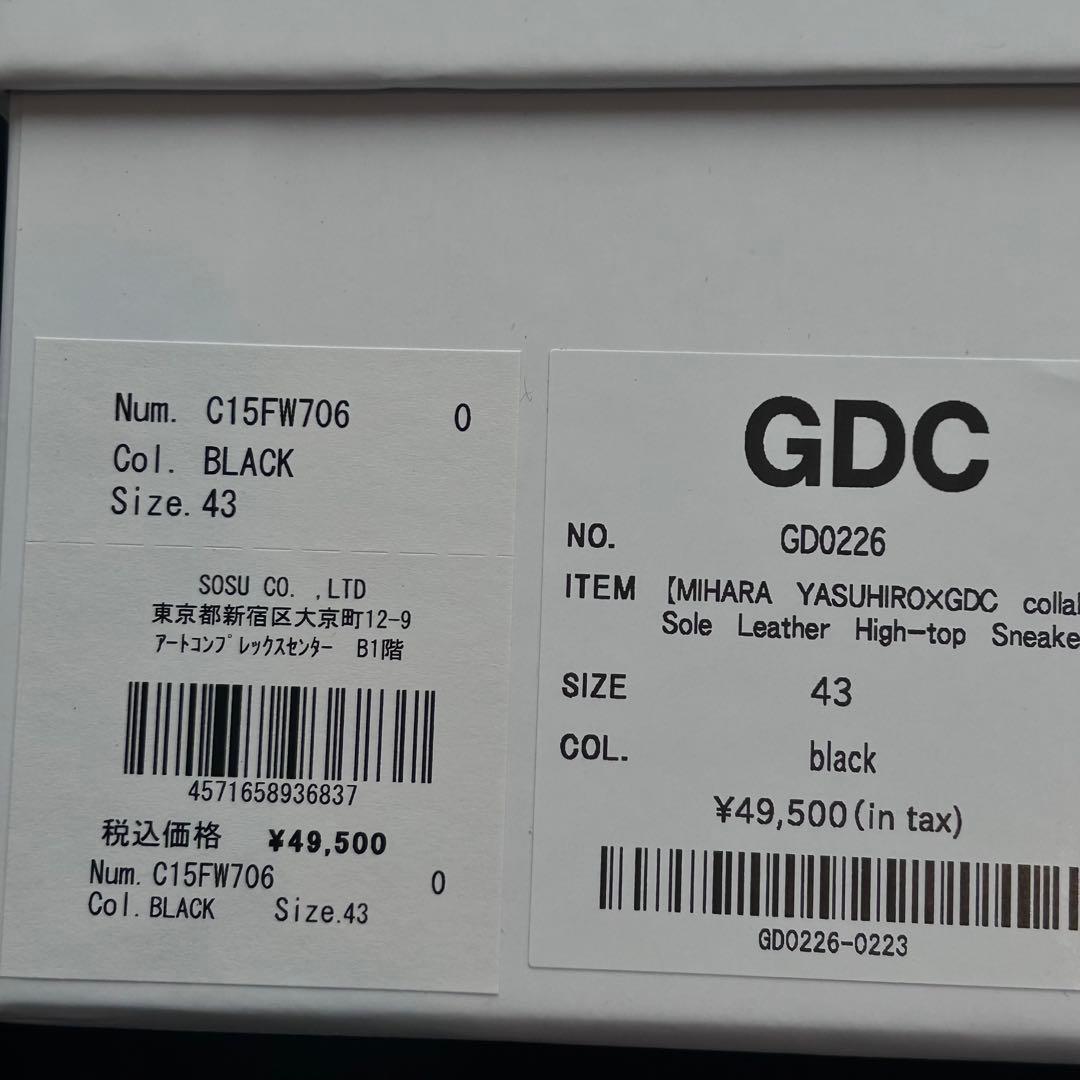 Num. C15FW706 0
Col. BLACK
Size. 43
SOSU CO. ,LTD
東京都新宿区大京町12-9
ｱｰﾄｺﾝﾌﾟﾚｯｸｽｾﾝﾀｰ B1階
4571658936837
税込価格 ¥49,500
Num. C15FW706 0
Col. BLACK Size. 43
GDC
NO. GD0226
ITEM 【MIHARA YASUHIRO×GDC
Sole Leather High-top
SIZE 43
COL. black
¥49,500(in tax)
GD0226-0223